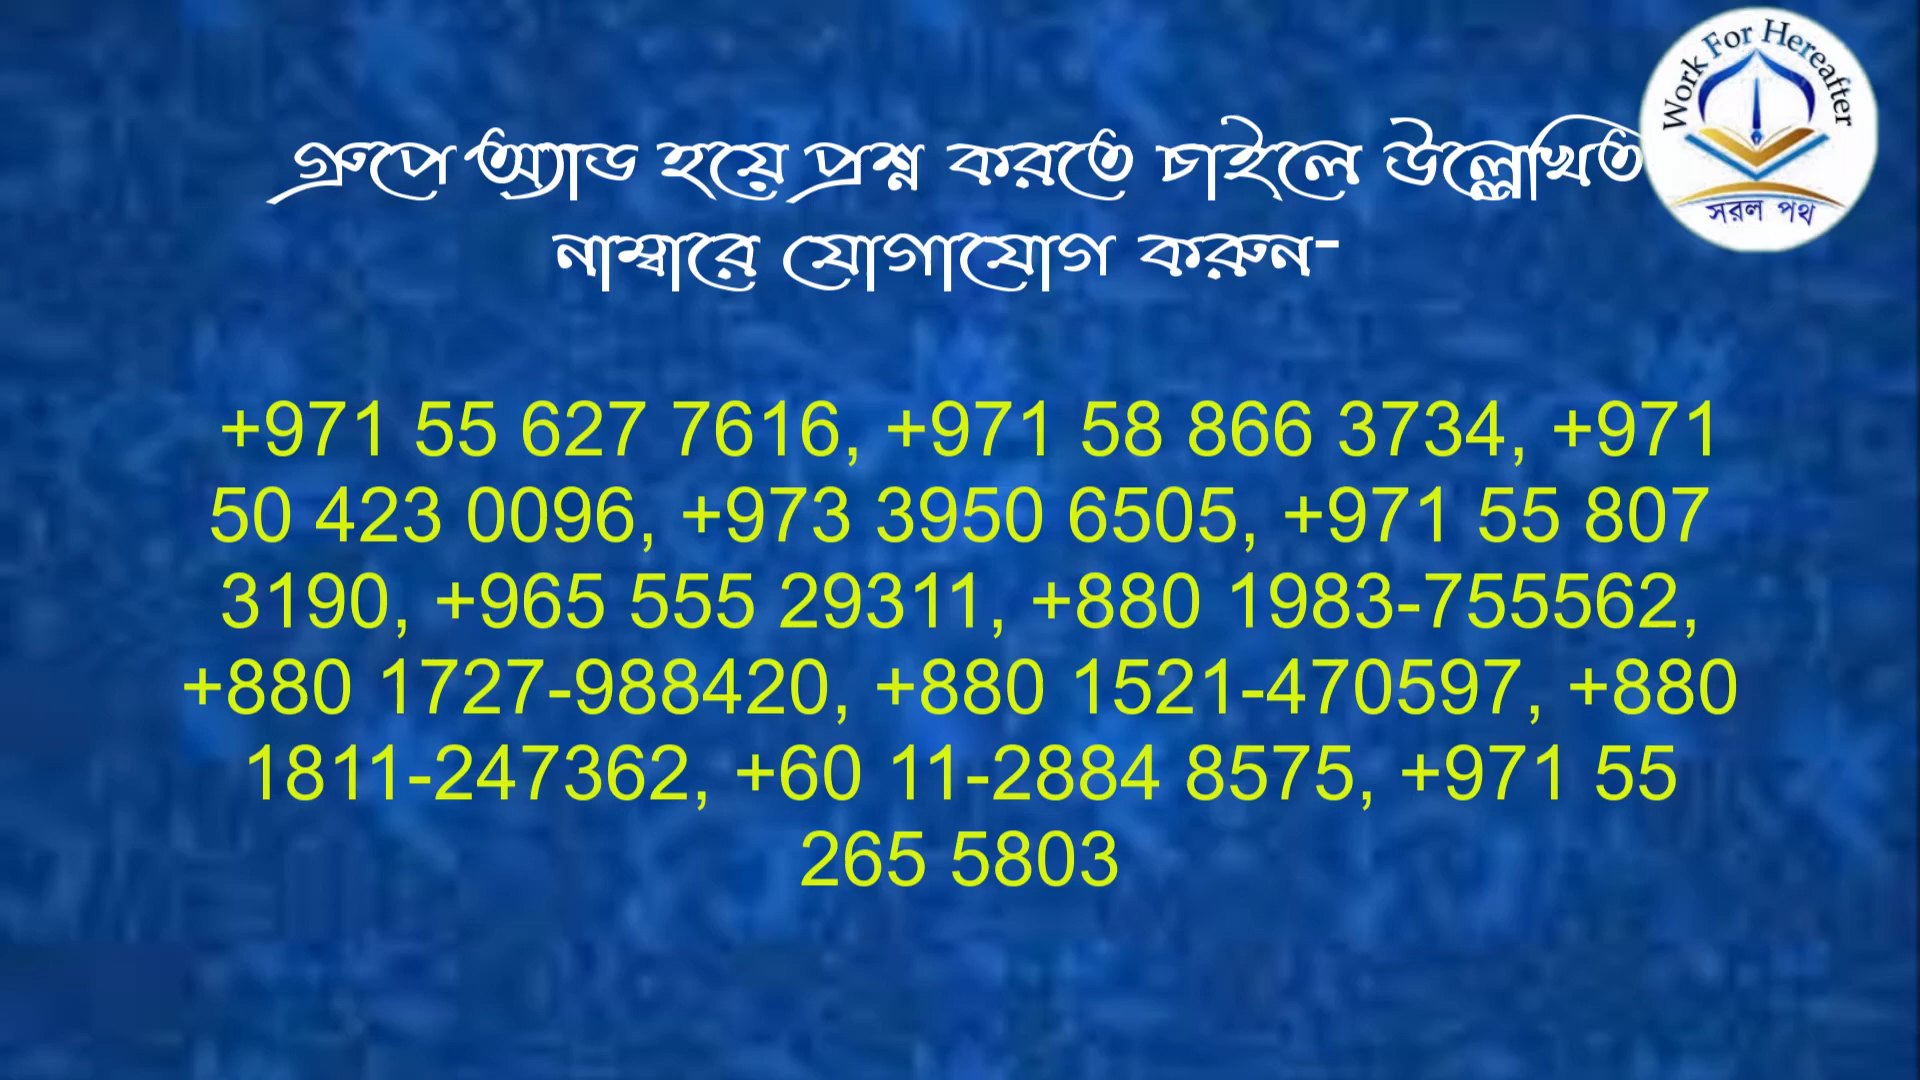 Work For Hereafter
সরল পথ
গ্রুপে অ্যাড হয়ে প্রশ্ন করতে চাইলে উল্লেখিত
নাম্বারে যোগাযোগ করুন-
+971 55 627 7616, +971 58 866 3734, +971
50 423 0096, +973 3950 6505, +971 55 807
3190, +965 555 29311, +880 1983-755562,
+880 1727-988420, +880 1521-470597, +880
1811-247362, +60 11-2884 8575, +971 55
265 5803